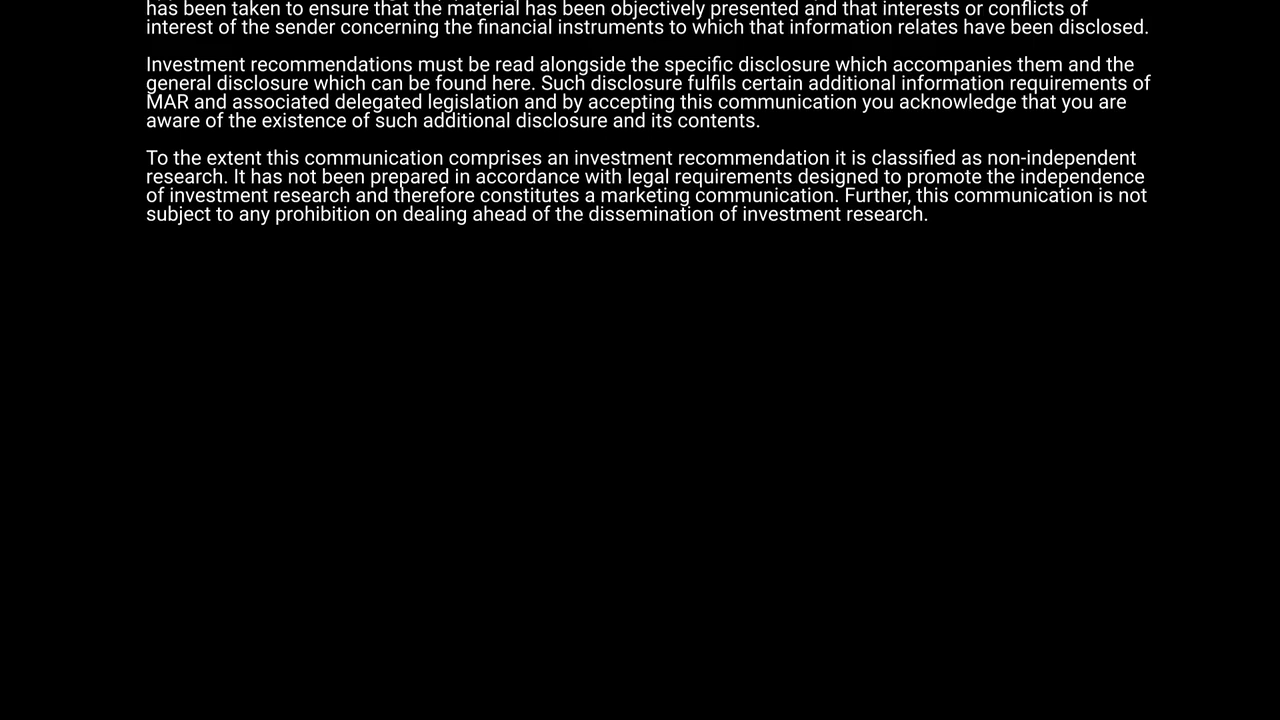 has been taken to ensure that the material has been objectively presented and that interests or conflicts of
interest of the sender concerning the financial instruments to which that information relates have been disclosed.
Investment recommendations must be read alongside the specific disclosure which accompanies them and the
general disclosure which can be found here. Such disclosure fulfils certain additional information requirements of
MAR and associated delegated legislation and by accepting this communication you acknowledge that you are
aware of the existence of such additional disclosure and its contents.
To the extent this communication comprises an investment recommendation it is classified as non-independent
research. It has not been prepared in accordance with legal requirements designed to promote the independence
of investment research and therefore constitutes a marketing communication. Further, this communication is not
subject to any prohibition on dealing ahead of the dissemination of investment research.